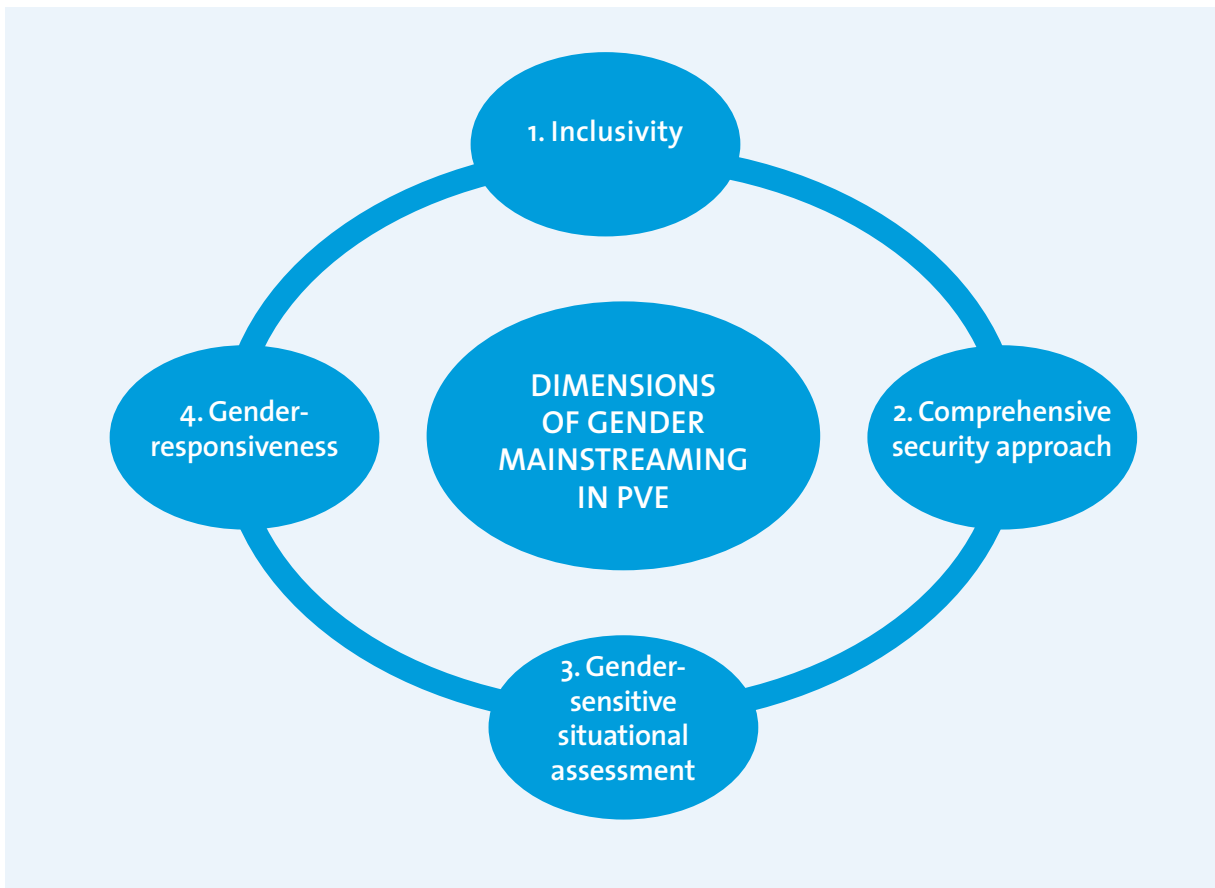 1. Inclusivity
DIMENSIONS
OF GENDER
MAINSTREAMING
IN PVE
4. Gender-
responsiveness
2. Comprehensive
security approach
3. Gender-
sensitive
situational
assessment